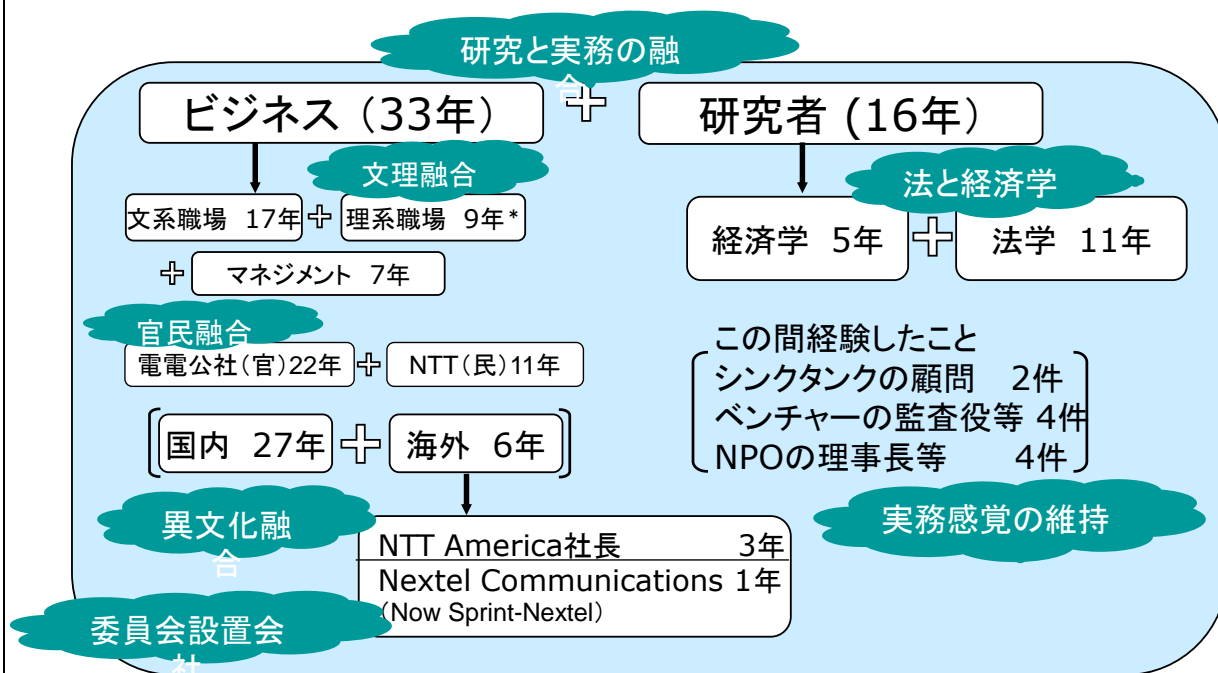 研究と実務の融
合
ビジネス（33年）
研究者 (16年）
文理融合
法と経済学
文系職場 17年
理系職場 9年*
経済学 5年
法学 11年
マネジメント 7年
官民融合
電電公社（官）22年
NTT（民）11年
この間経験したこと
シンクタンクの顧問 2件
ベンチャーの監査役等 4件
NPOの理事長等 4件
国内 27年
海外 6年
異文化融
合
実務感覚の維持
NTT America社長 3年
Nextel Communications 1年
（Now Sprint-Nextel）
委員会設置会
社